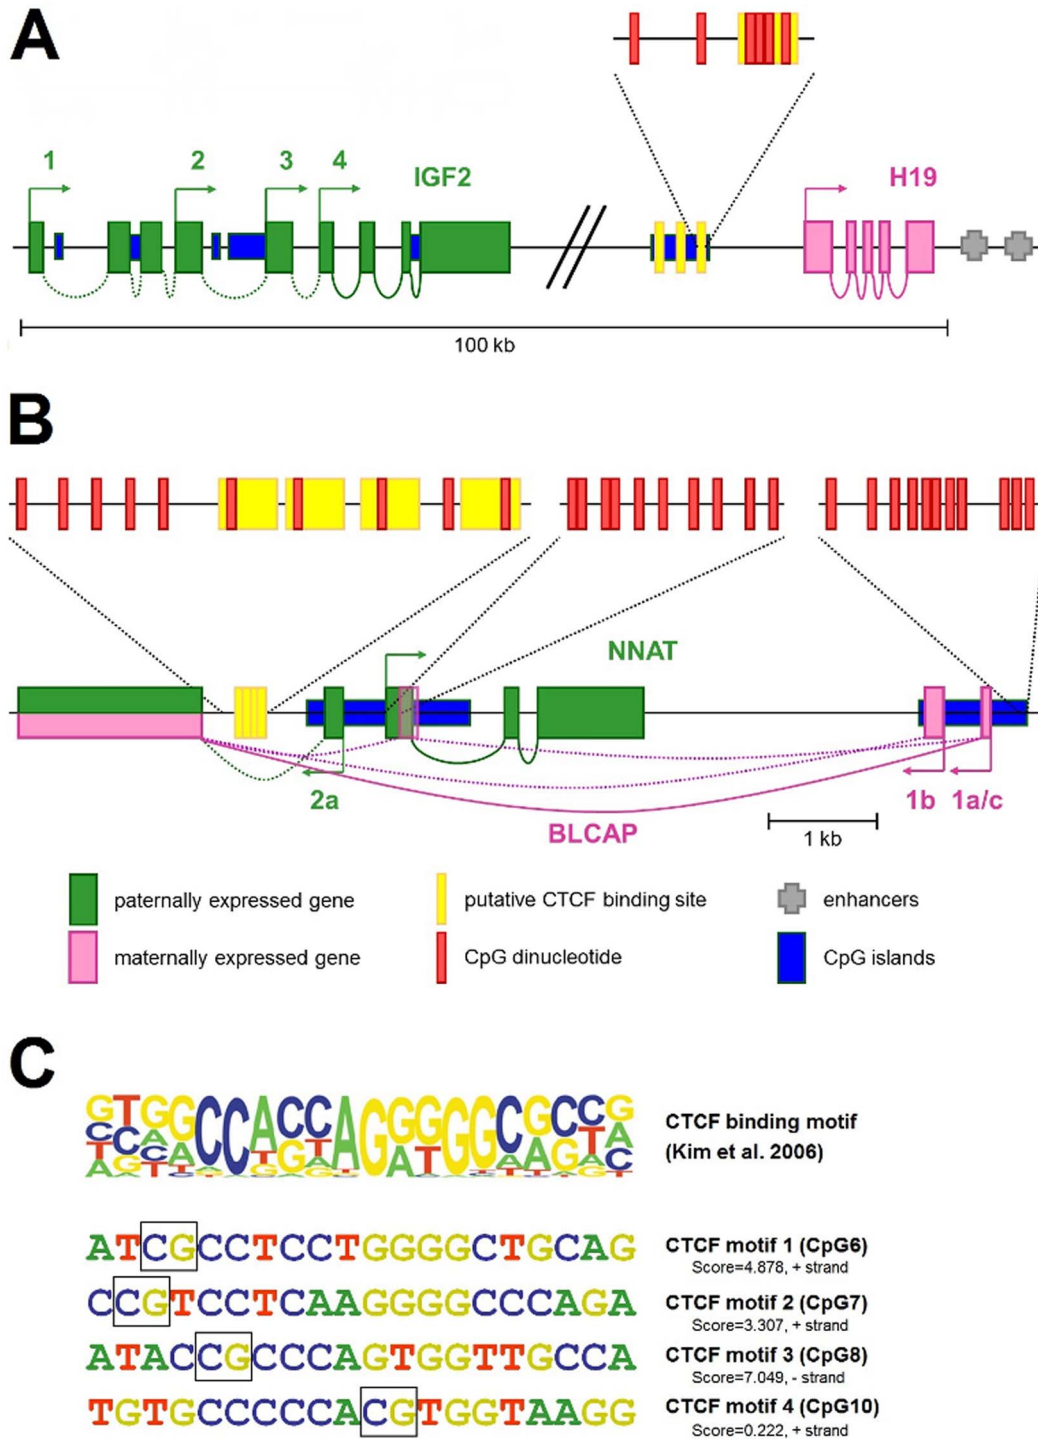 A
1
2
3
4
IGF2
H19
100 kb
B
NNAT
2a
1b
1a/c
BLCAP
1 kb
paternally expressed gene
putative CTCF binding site
enhancers
maternally expressed gene
CpG dinucleotide
CpG islands
C
CTCF binding motif
(Kim et al. 2006)
ATCGCCTCCTGGGGCTGCAG
CTCF motif 1 (CpG6)
Score=4.878, + strand
CCGTCCTCAAGGGGCCCAGA
CTCF motif 2 (CpG7)
Score=3.307, + strand
ATACCGCCCAGTGGTTGCCA
CTCF motif 3 (CpG8)
Score=7.049, - strand
TGTGCCCCCACGTGGTAAGG
CTCF motif 4 (CpG10)
Score=0.222, + strand